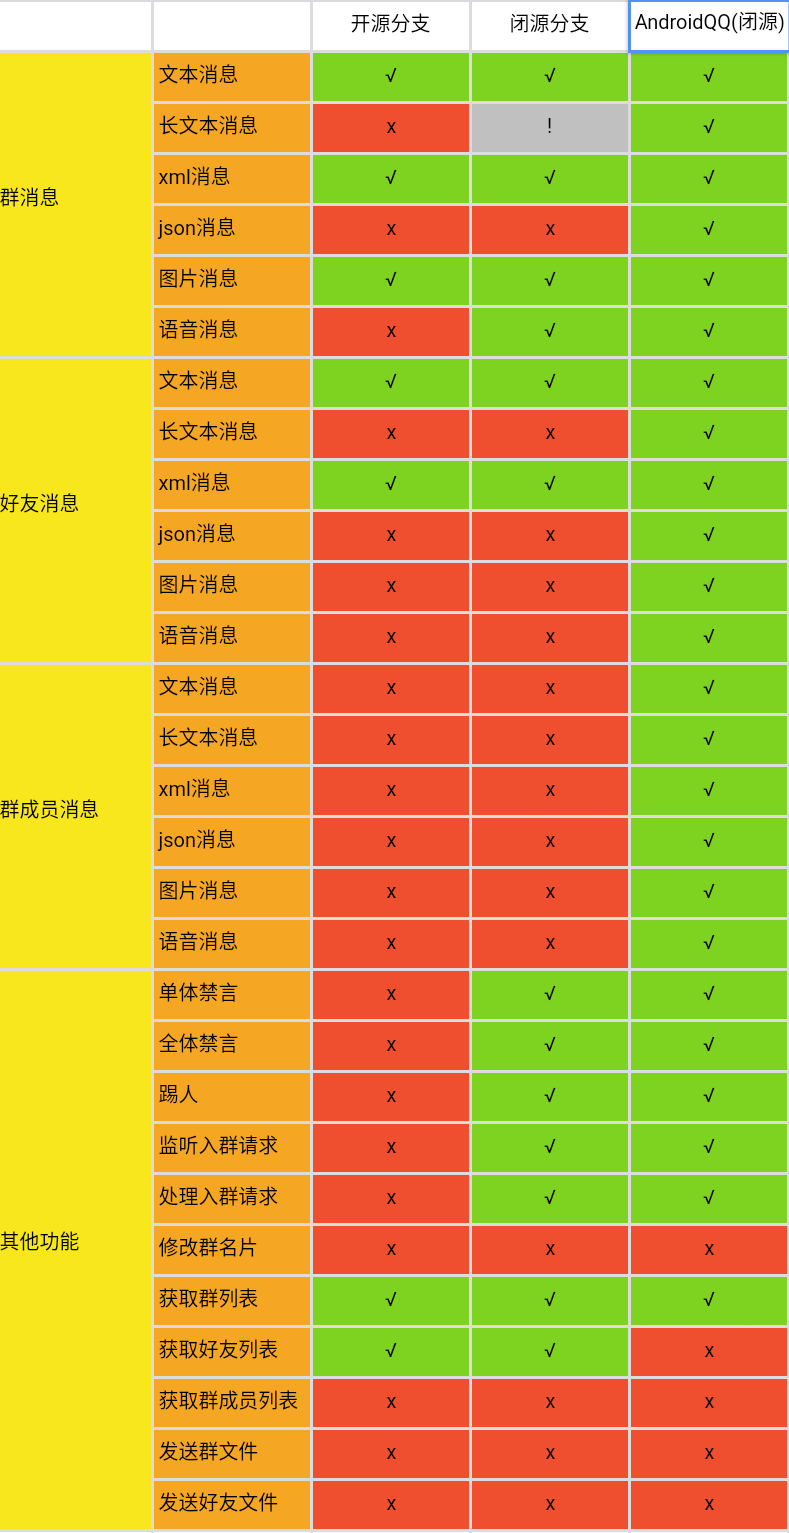 开源分支 闭源分支 AndroidQQ(闭源)
群消息
文本消息 √ √ √
长文本消息 x ! √
xml消息 √ √ √
json消息 x x √
图片消息 √ √ √
语音消息 x √ √
好友消息
文本消息 √ √ √
长文本消息 x x √
xml消息 √ √ √
json消息 x x √
图片消息 x x √
语音消息 x x √
群成员消息
文本消息 x x √
长文本消息 x x √
xml消息 x x √
json消息 x x √
图片消息 x x √
语音消息 x x √
其他功能
单体禁言 x √ √
全体禁言 x √ √
踢人 x √ √
监听入群请求 x √ √
处理入群请求 x √ √
修改群名片 x x x
获取群列表 √ √ √
获取好友列表 √ √ x
获取群成员列表 x x x
发送群文件 x x x
发送好友文件 x x x